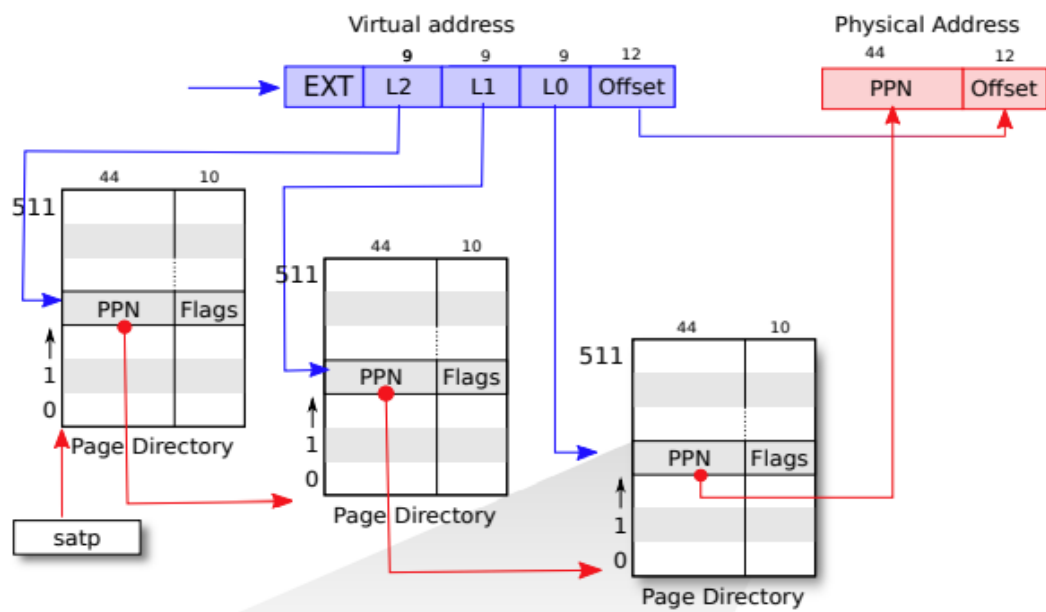 Virtual address
Physical Address
9 9 9 12
44 12
EXT L2 L1 L0 Offset
PPN Offset
44 10
511
PPN Flags
1
0
Page Directory
satp
44 10
511
PPN Flags
1
0
Page Directory
44 10
511
PPN Flags
1
0
Page Directory